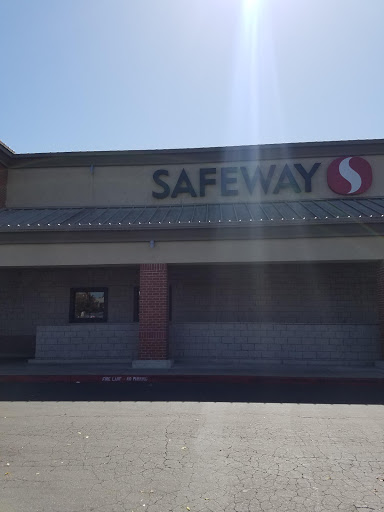 SAFEWAY
FIRE LANE - NO PARKING